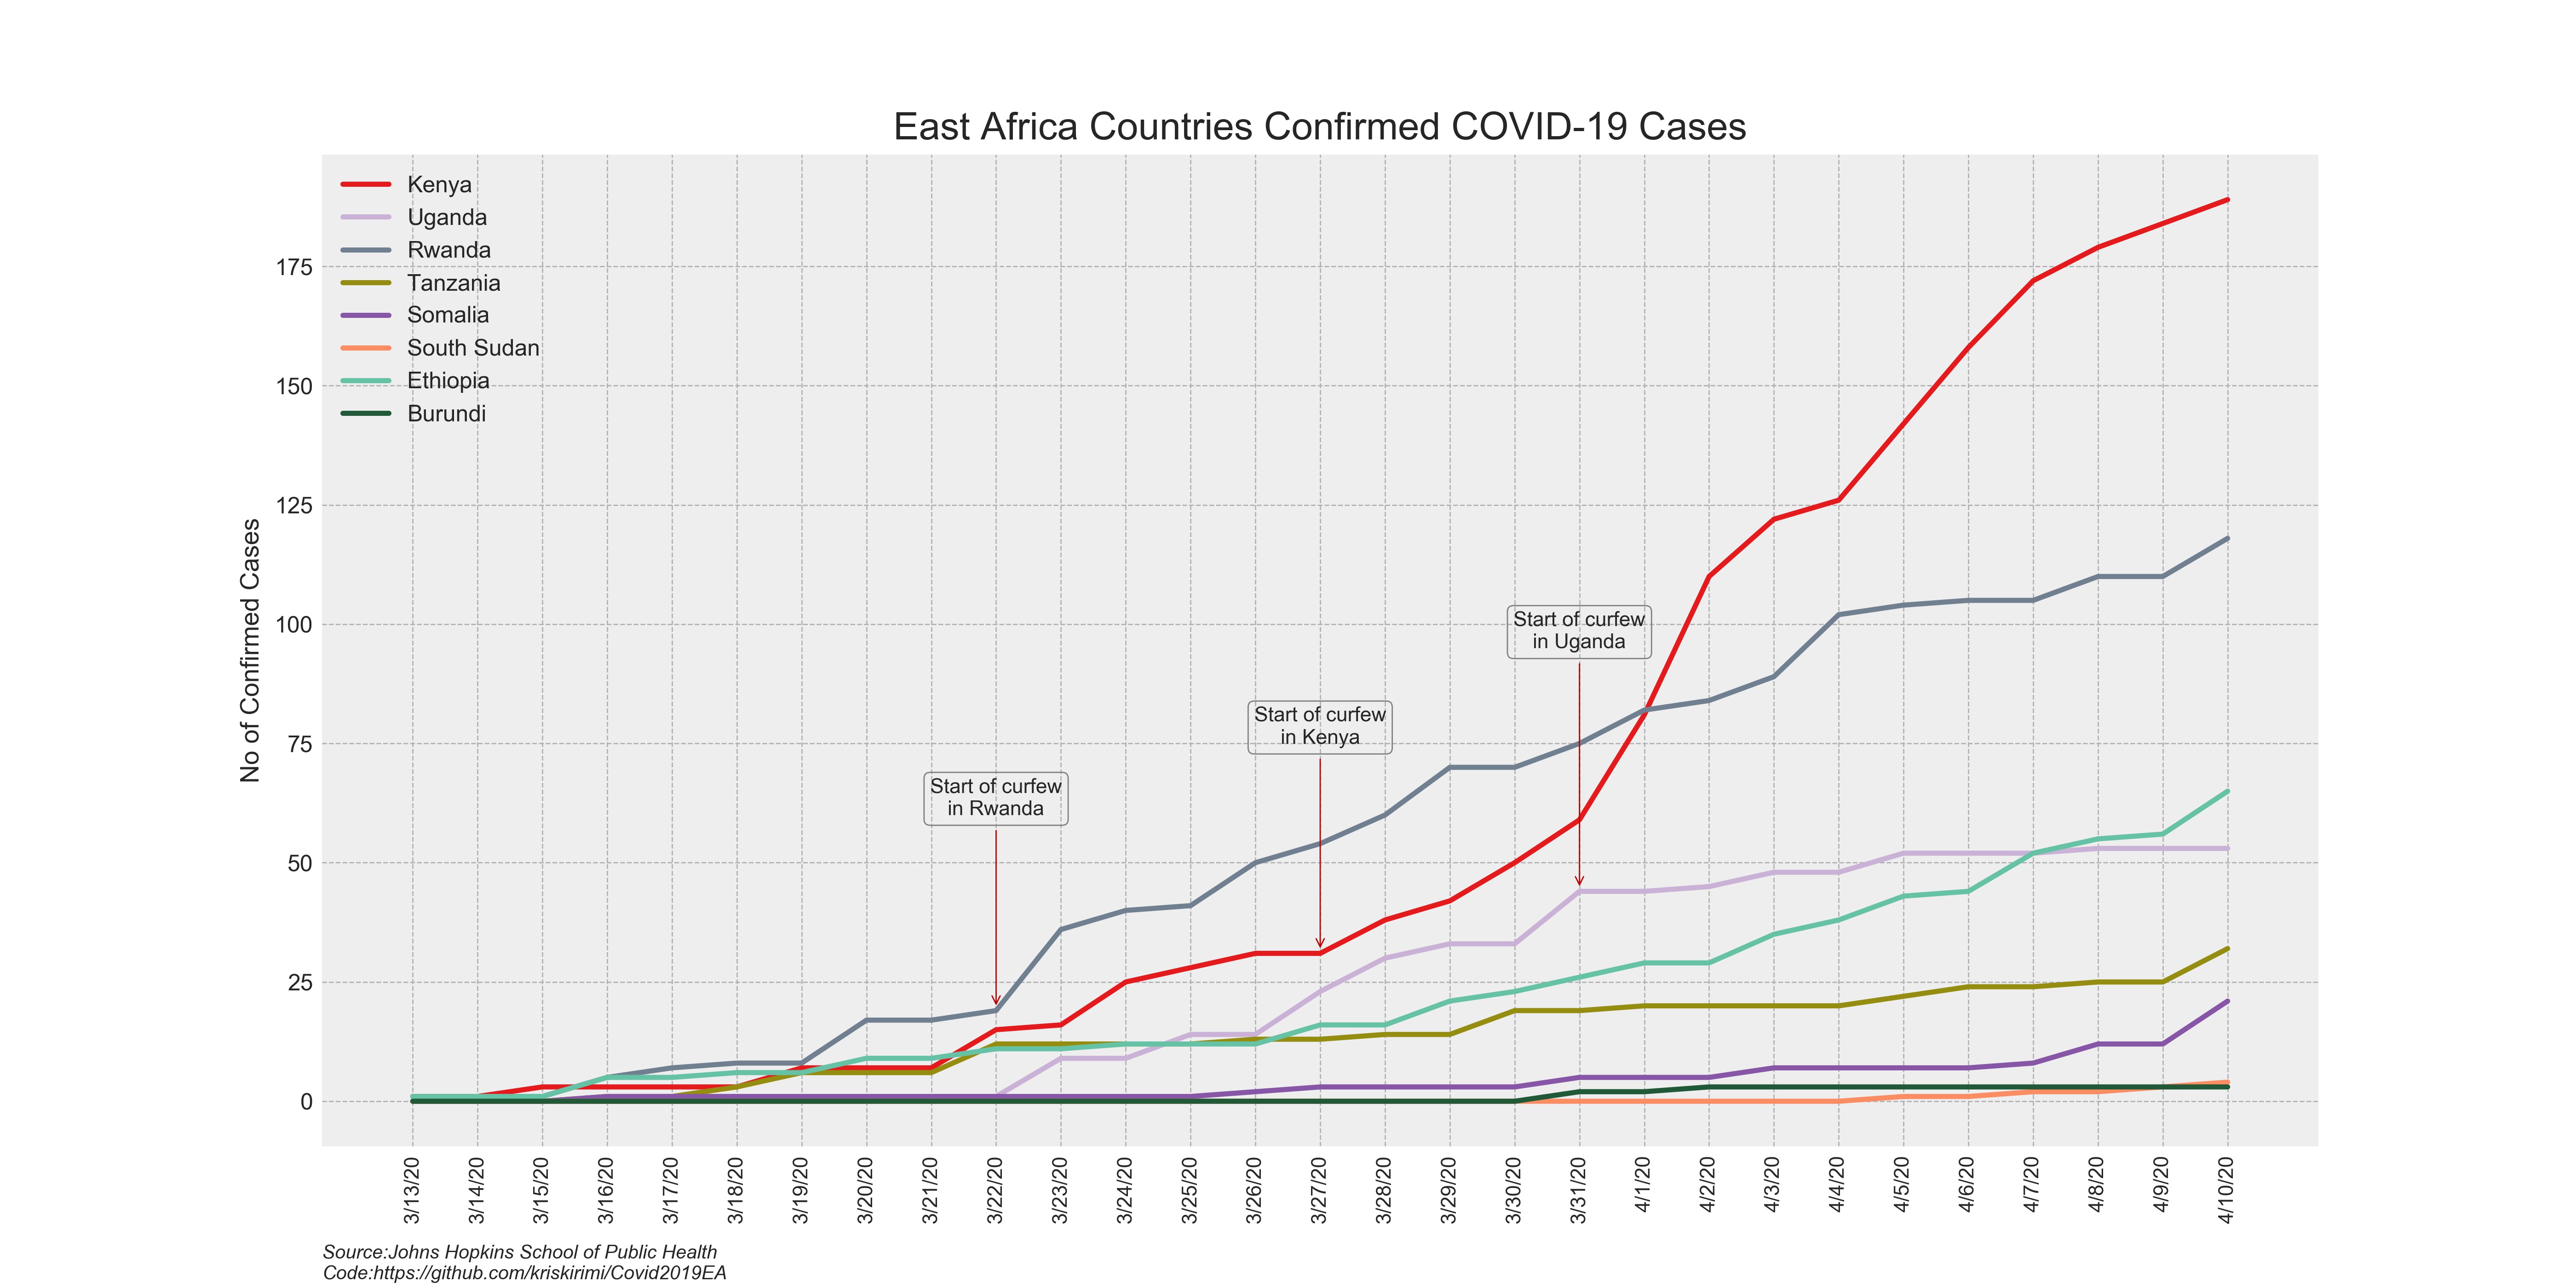 East Africa Countries Confirmed COVID-19 Cases
Kenya
Uganda
Rwanda
Tanzania
Somalia
South Sudan
Ethiopia
Burundi
No of Confirmed Cases
175
150
125
100
75
50
25
0
Start of curfew
in Rwanda
Start of curfew
in Kenya
Start of curfew
in Uganda
3/13/20
3/14/20
3/15/20
3/16/20
3/17/20
3/18/20
3/19/20
3/20/20
3/21/20
3/22/20
3/23/20
3/24/20
3/25/20
3/26/20
3/27/20
3/28/20
3/29/20
3/30/20
3/31/20
4/1/20
4/2/20
4/3/20
4/4/20
4/5/20
4/6/20
4/7/20
4/8/20
4/9/20
4/10/20
Source:Johns Hopkins School of Public Health
Code:https://github.com/kriskirimi/Covid2019EA